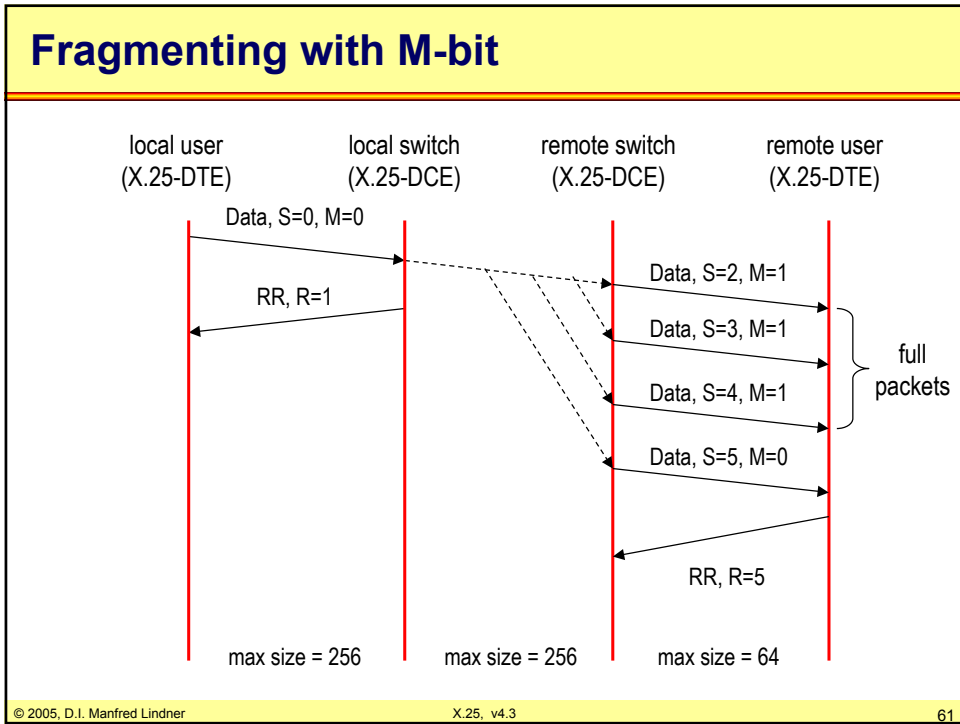 Fragmenting with M-bit
local user
(X.25-DTE)
local switch
(X.25-DCE)
remote switch
(X.25-DCE)
remote user
(X.25-DTE)
Data, S=0, M=0
RR, R=1
Data, S=2, M=1
Data, S=3, M=1
Data, S=4, M=1
Data, S=5, M=0
RR, R=5
full
packets
max size = 256
max size = 256
max size = 64
© 2005, D.I. Manfred Lindner
X.25, v4.3
61